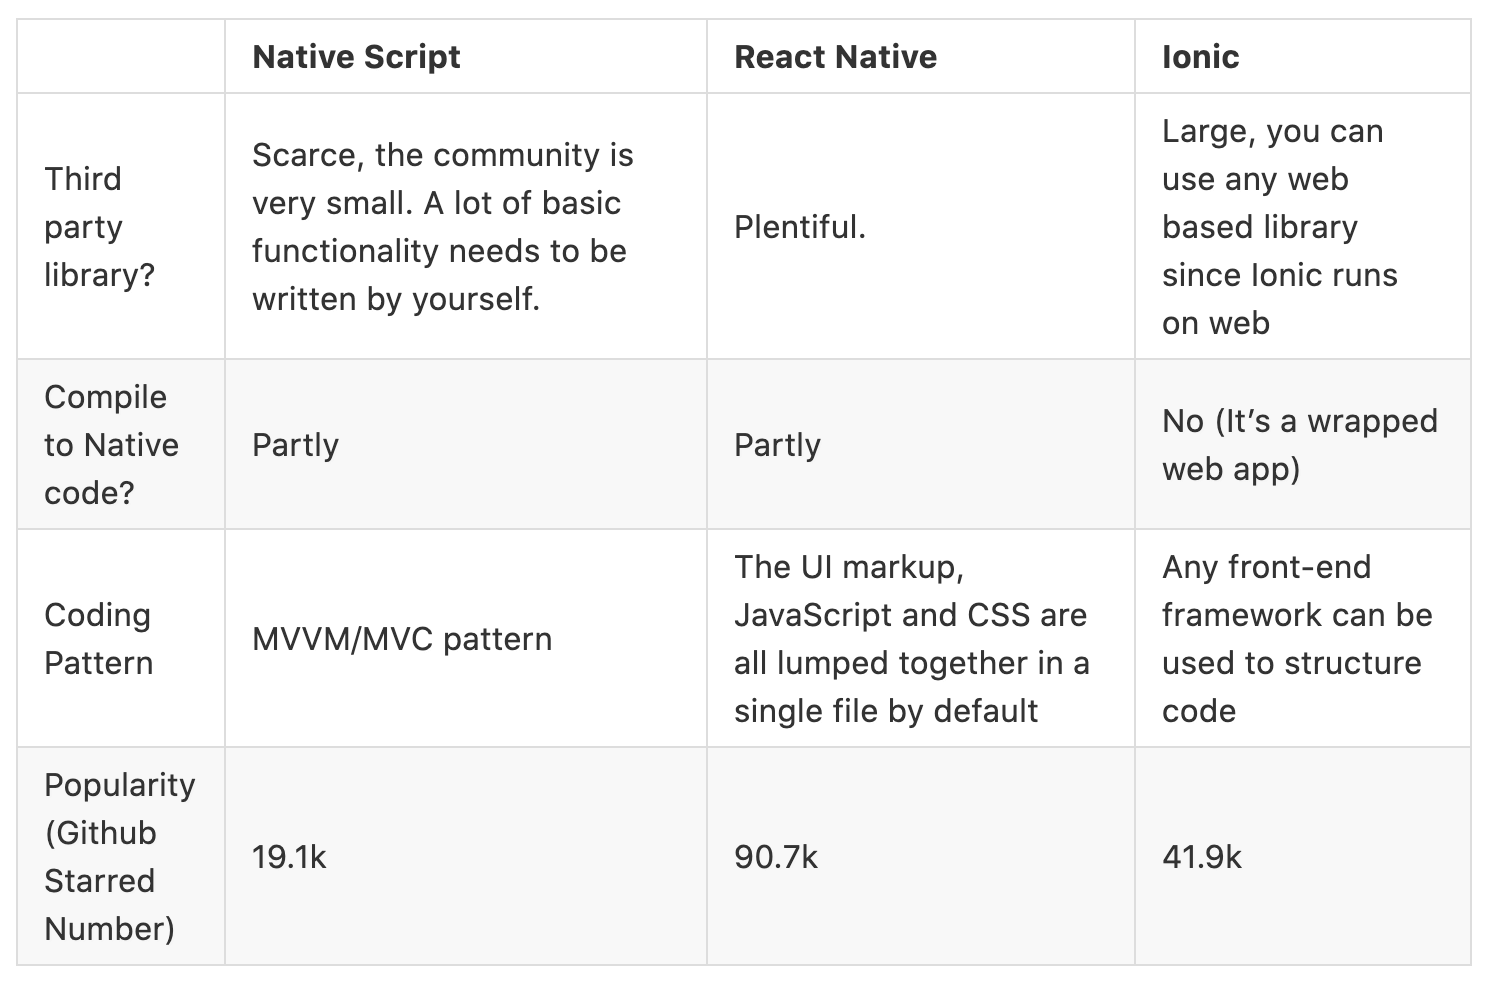 Native Script
React Native
Ionic
Third
party
library?
Scarce, the community is
very small. A lot of basic
functionality needs to be
written by yourself.
Plentiful.
Large, you can
use any web
based library
since Ionic runs
on web
Compile
to Native
code?
Partly
Partly
No (It’s a wrapped
web app)
Coding
Pattern
MVVM/MVC pattern
The UI markup,
JavaScript and CSS are
all lumped together in a
single file by default
Any front-end
framework can be
used to structure
code
Popularity
(Github
Starred
Number)
19.1k
90.7k
41.9k